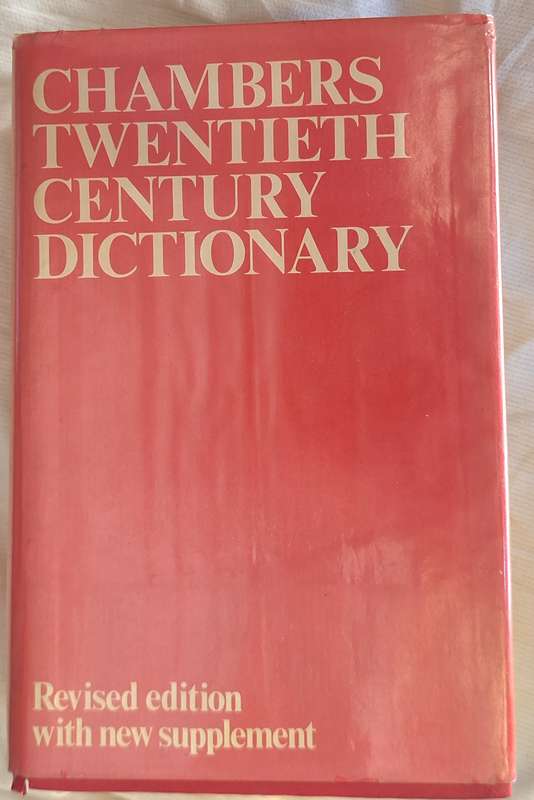 CHAMBERS
TWENTIETH
CENTURY
DICTIONARY
Revised edition
with new supplement